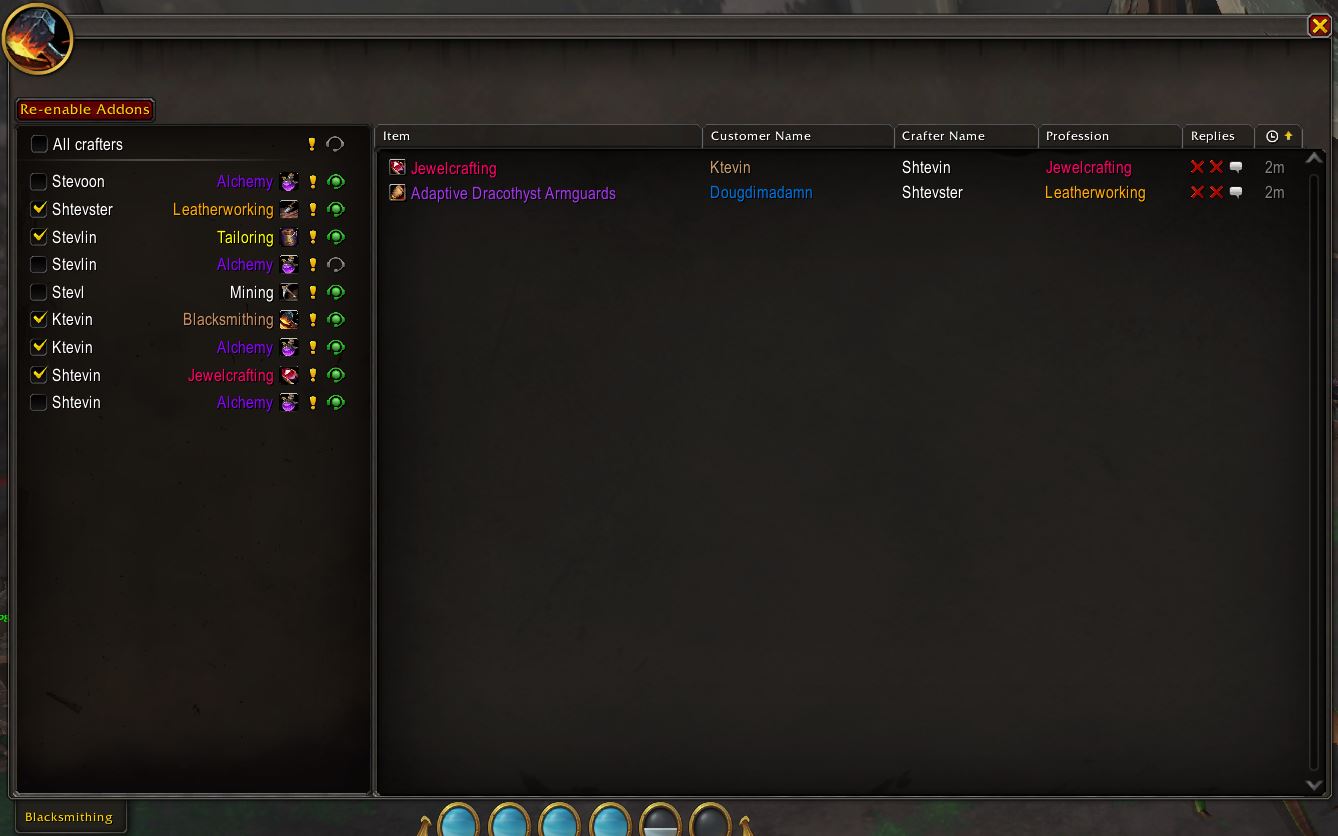 Re-enable Addons
All crafters
Stevoon Alchemy
Shtevster Leatherworking
Stevlin Tailoring
Stevlin Alchemy
Stevl Mining
Ktevin Blacksmithing
Ktevin Alchemy
Shtevin Jewelcrafting
Shtevin Alchemy
Item Customer Name Crafter Name Profession Replies
Jewelcrafting Ktevin Shtevin Jewelcrafting 2m
Adaptive Dracothyst Armguards Dougdimadamn Shtevster Leatherworking 2m
Blacksmithing